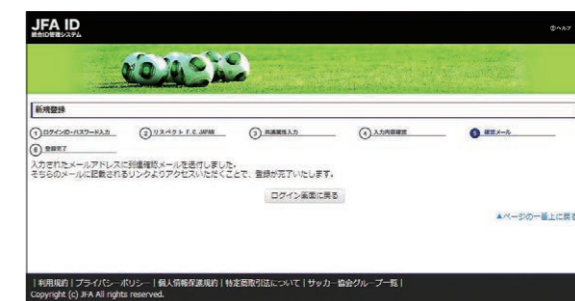 JFA ID
統合ID管理システム
ヘルプ
新規登録
1 ログインID・パスワード入力
2 リスペクト F.C. JAPAN
3 共通属性入力
4 入力内容確認
5 確認メール
6 登録完了
入力されたメールアドレスに到達確認メールを送付しました。
そちらのメールに記載されるリンクよりアクセスいただくことで、登録が完了いたします。
ログイン画面に戻る
▲ページの一番上に戻る
| 利用規約 | プライバシーポリシー | 個人情報保護規約 | 特定商取引法について | サッカー協会グループ一覧 |
Copyright (c) JFA All rights reserved.